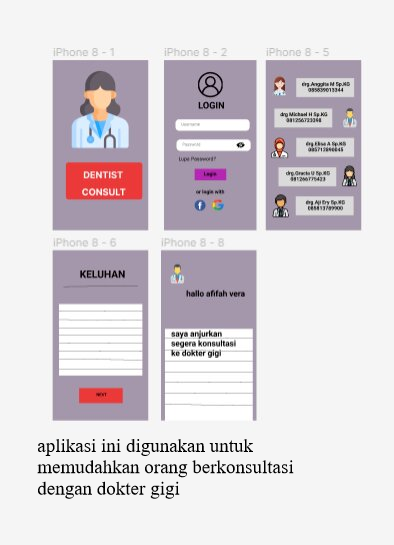 iPhone 8 - 1
iPhone 8 - 2
iPhone 8 - 5
DENTIST
CONSULT
LOGIN
Username
Password
Lupa Password?
Login
or login with
drg.Anggita M Sp.KG
085839013344
drg Michael H Sp.KG
081256723398
drg.Elisa A Sp.KG
085712890045
drg.Gracia U Sp.KG
081266775423
drg.Aji Ery Sp.KG
085813789900
iPhone 8 - 6
iPhone 8 - 8
KELUHAN
NEXT
hallo afifah vera
saya anjurkan
segera konsultasi
ke dokter gigi
aplikasi ini digunakan untuk
memudahkan orang berkonsultasi
dengan dokter gigi